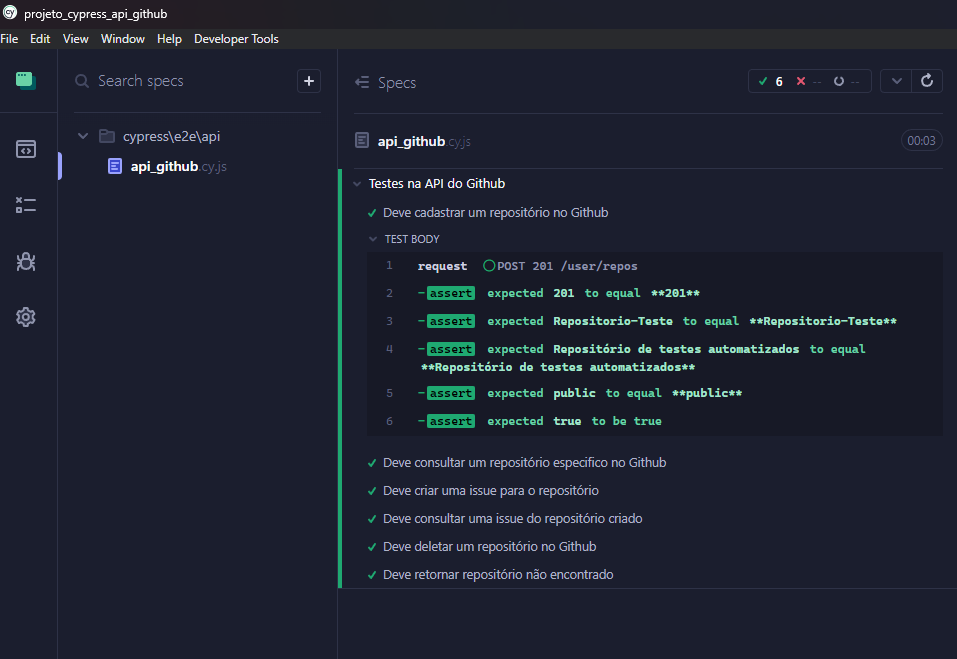 cy projeto_cypress_api_github
File Edit View Window Help Developer Tools
Search specs +
cypress\e2e\api
api_github.cy.js
Specs
6 -- --
api_github cy.js 00:03
Testes na API do Github
Deve cadastrar um repositório no Github
TEST BODY
1 request POST 201 /user/repos
2 -assert expected 201 to equal **201**
3 -assert expected Repositorio-Teste to equal **Repositorio-Teste**
4 -assert expected Repositório de testes automatizados to equal
**Repositório de testes automatizados**
5 -assert expected public to equal **public**
6 -assert expected true to be true
Deve consultar um repositório especifico no Github
Deve criar uma issue para o repositório
Deve consultar uma issue do repositório criado
Deve deletar um repositório no Github
Deve retornar repositório não encontrado